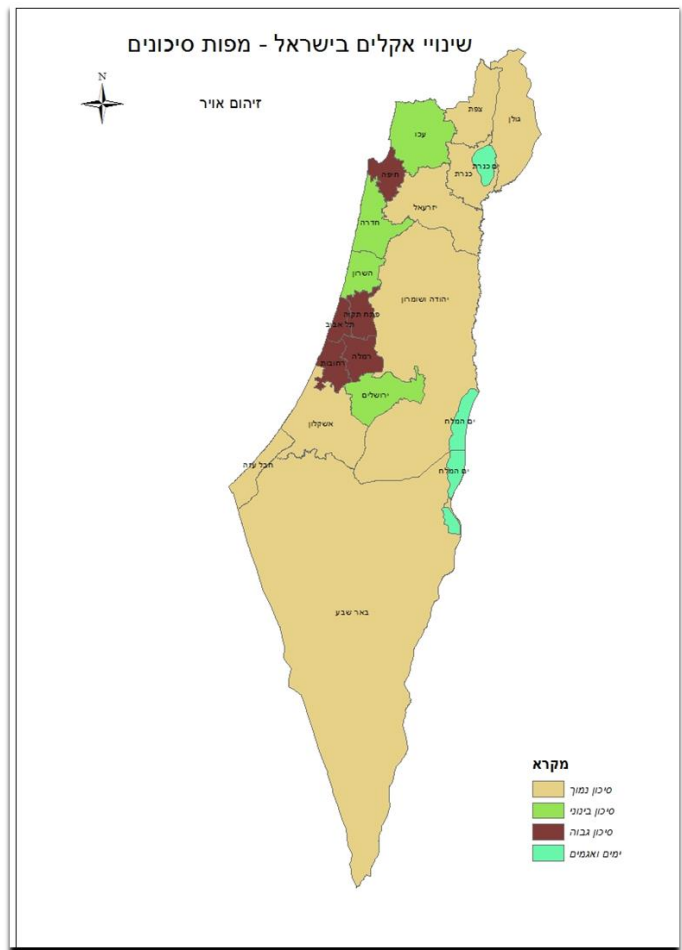 שינויי אקלים בישראל - מפות סיכונים
N
זיהום אויר
צפת
גולן
עכו
ים כנרת
כנרת
חיפה
יזרעאל
חדרה
השרון
יהודה ושומרון
פתח תקוה
תל אביב
רמלה
רחובות
ירושלים
אשקלון
ים המלח
חבל עזה
ים המלח
באר שבע
מקרא
סיכון נמוך
סיכון בינוני
סיכון גבוה
ימים ואגמים